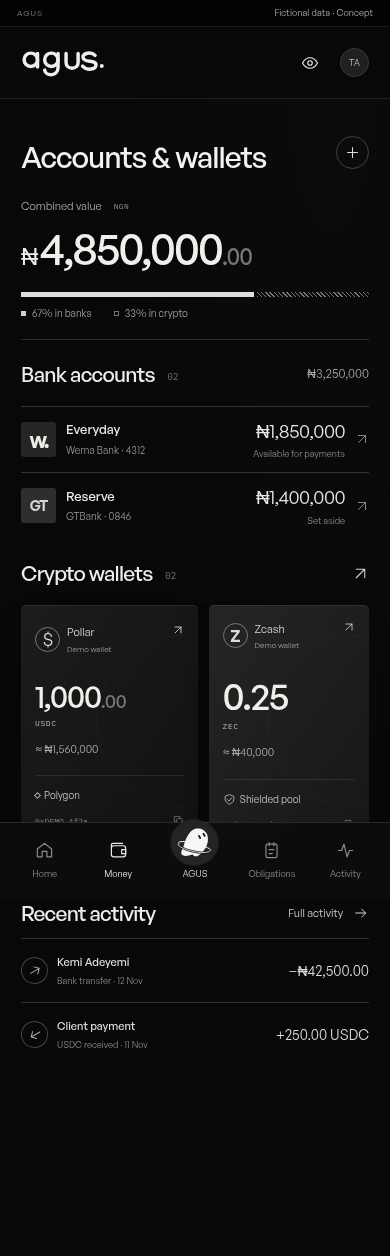 AGUS
Fictional data · Concept
agus.
TA
Accounts & wallets
Combined value NGN
₦4,850,000.00
67% in banks 33% in crypto
Bank accounts 02 ₦3,250,000
w.
Everyday ₦1,850,000
Wema Bank · 4312 Available for payments
GT
Reserve ₦1,400,000
GTBank · 0846 Set aside
Crypto wallets 02
Pollar
Demo wallet
1,000.00
USDC
≈ ₦1,560,000
Polygon
Z
Zcash
Demo wallet
0.25
ZEC
≈ ₦40,000
Shielded pool
Home Money AGUS Obligations Activity
Recent activity Full activity
Kemi Adeyemi −₦42,500.00
Bank transfer · 12 Nov
Client payment +250.00 USDC
USDC received · 11 Nov